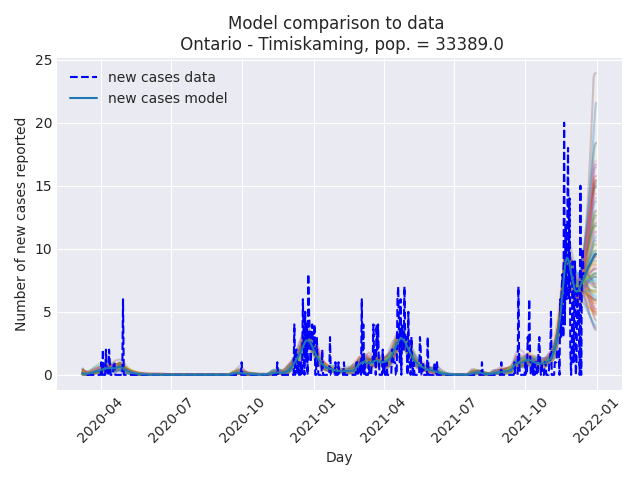 Model comparison to data
Ontario - Timiskaming, pop. = 33389.0
25
20
15
10
5
0
Number of new cases reported
new cases data
new cases model
2020-04
2020-07
2020-10
2021-01
2021-04
2021-07
2021-10
2022-01
Day